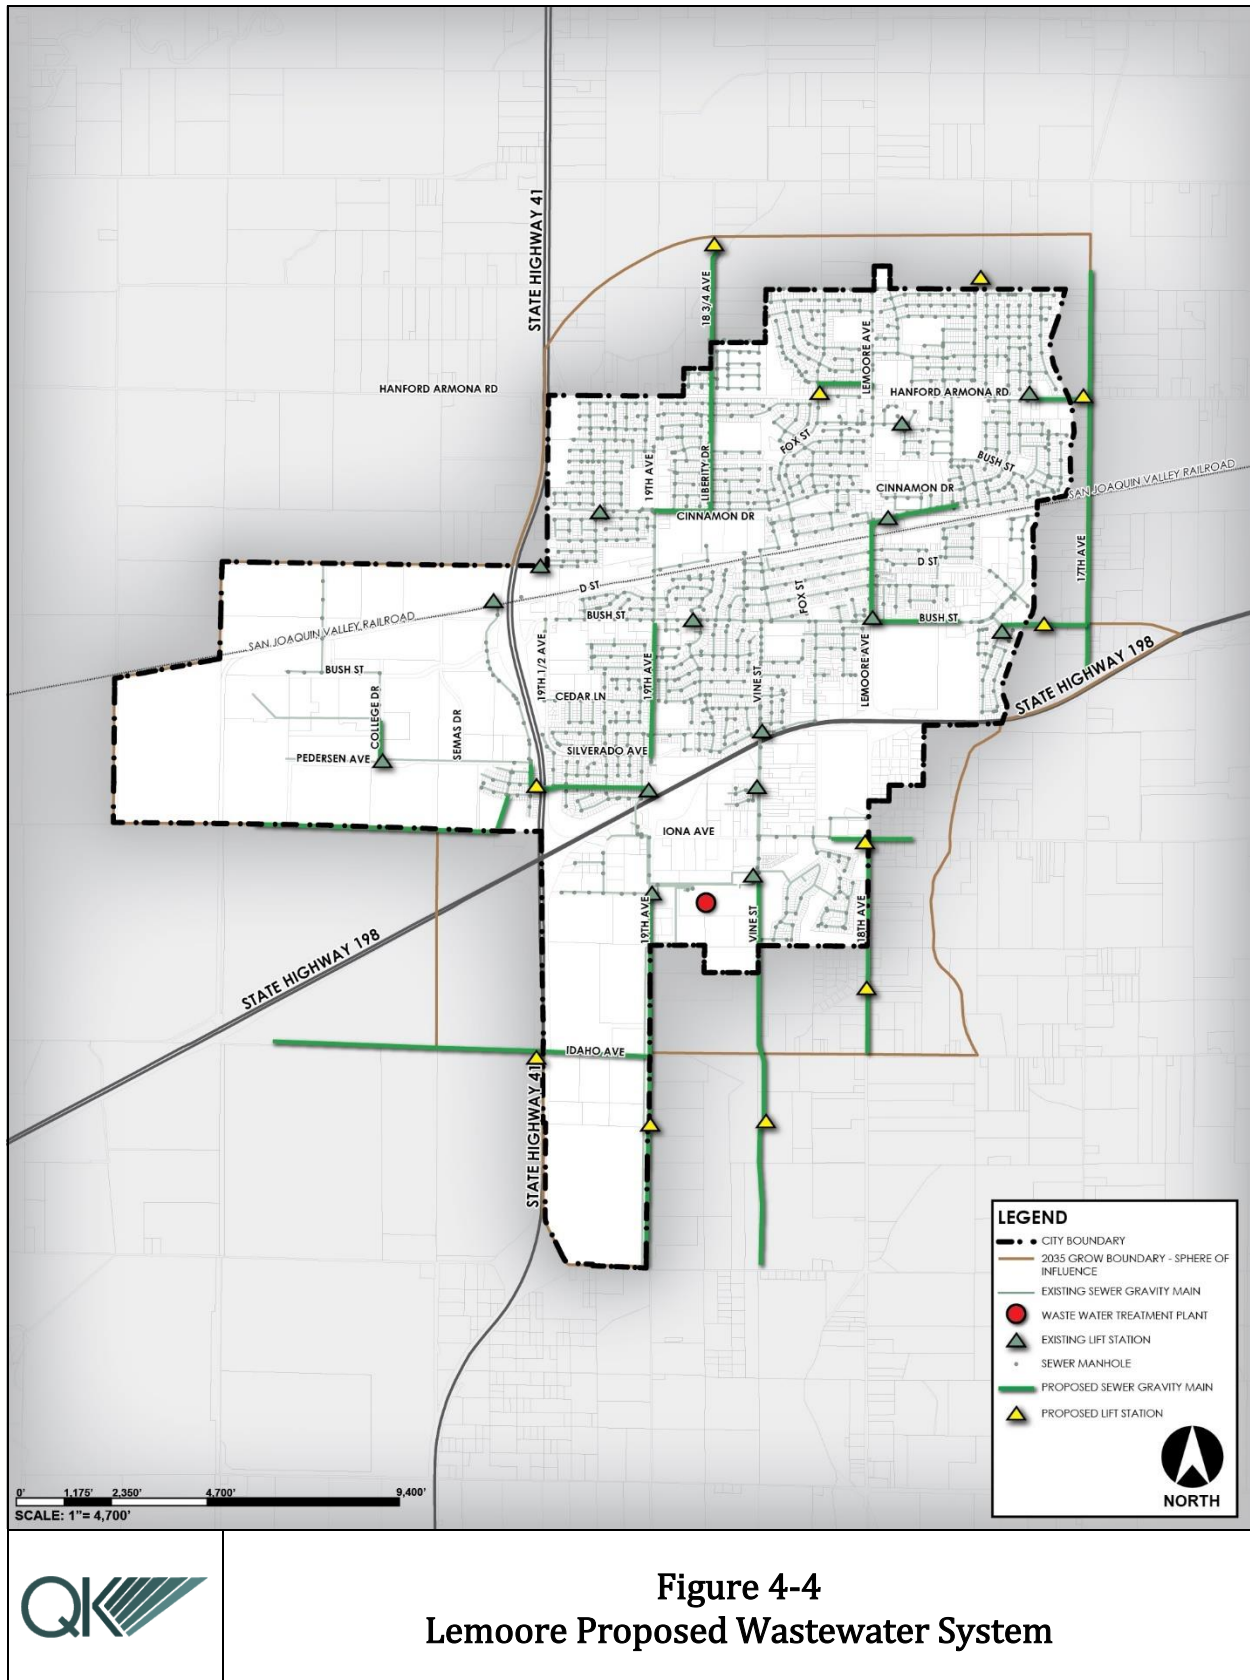 STATE HIGHWAY 41
18 3/4 AVE
LEMOORE AVE
HANFORD ARMONA RD
HANFORD ARMONA RD
FOX ST
BUSH ST
19TH AVE
LIBERITY DR
SAN JOAQUIN VALLEY RAILROAD
CINNAMON DR
CINNAMON DR
17TH AVE
D ST
D ST
FOX ST
BUSH ST
BUSH ST
SAN JOAQUIN VALLEY RAILROAD
19TH 1/2 AVE
19TH AVE
VINE ST
LEMOORE AVE
STATE HIGHWAY 198
BUSH ST
CEDAR LN
COLLEGE DR
SEMAS DR
SILVERADO AVE
PEDERSEN AVE
IONA AVE
19TH AVE
VINE ST
18TH AVE
STATE HIGHWAY 198
IDAHO AVE
STATE HIGHWAY 41
LEGEND
CITY BOUNDARY
2035 GROW BOUNDARY - SPHERE OF
INFLUENCE
EXISTING SEWER GRAVITY MAIN
WASTE WATER TREATMENT PLANT
EXISTING LIFT STATION
SEWER MANHOLE
PROPOSED SEWER GRAVITY MAIN
PROPOSED LIFT STATION
NORTH
0' 1,175' 2,350' 4,700' 9,400'
SCALE: 1"= 4,700'
QK
Figure 4-4
Lemoore Proposed Wastewater System